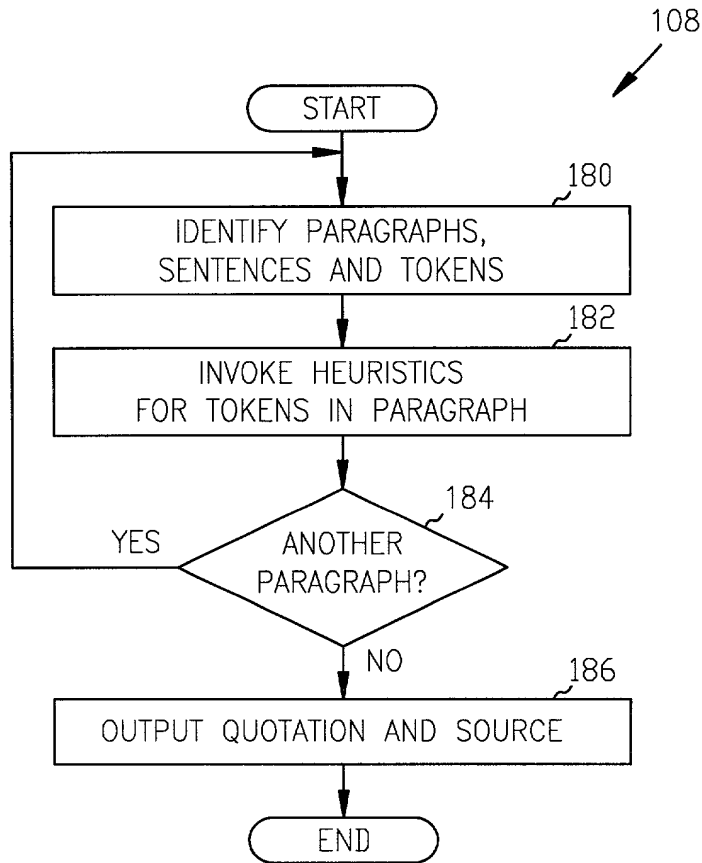 108
START
180
IDENTIFY PARAGRAPHS,
SENTENCES AND TOKENS
182
INVOKE HEURISTICS
FOR TOKENS IN PARAGRAPH
184
YES
ANOTHER
PARAGRAPH?
NO
186
OUTPUT QUOTATION AND SOURCE
END